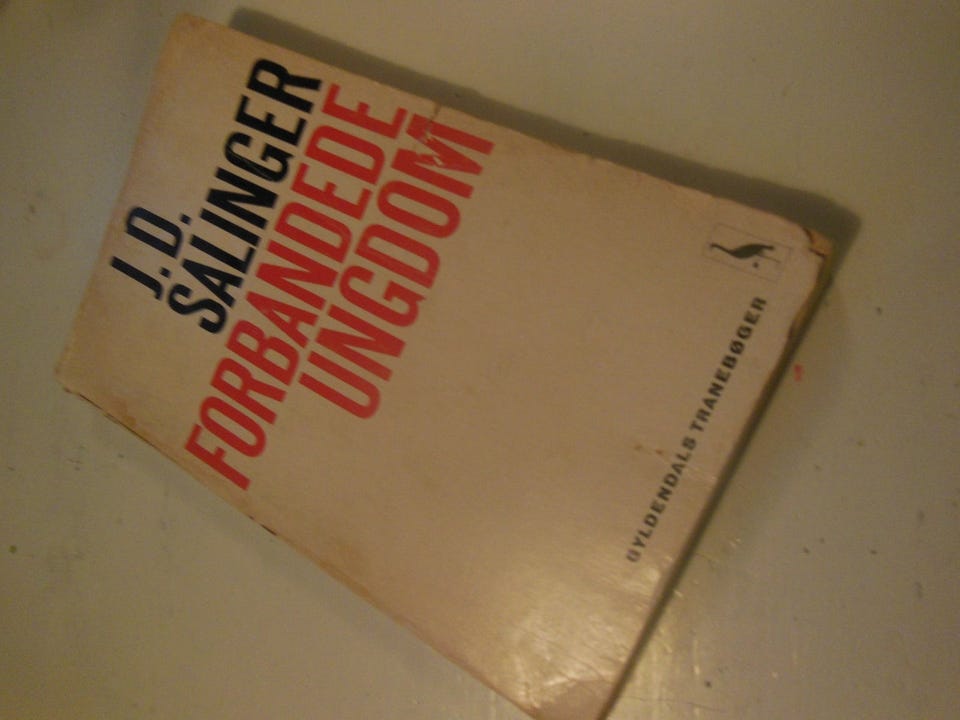 J.D.
SALINGER
FORBANDEDE
UNGDOM
GYLDENDALS TRANEBØGER